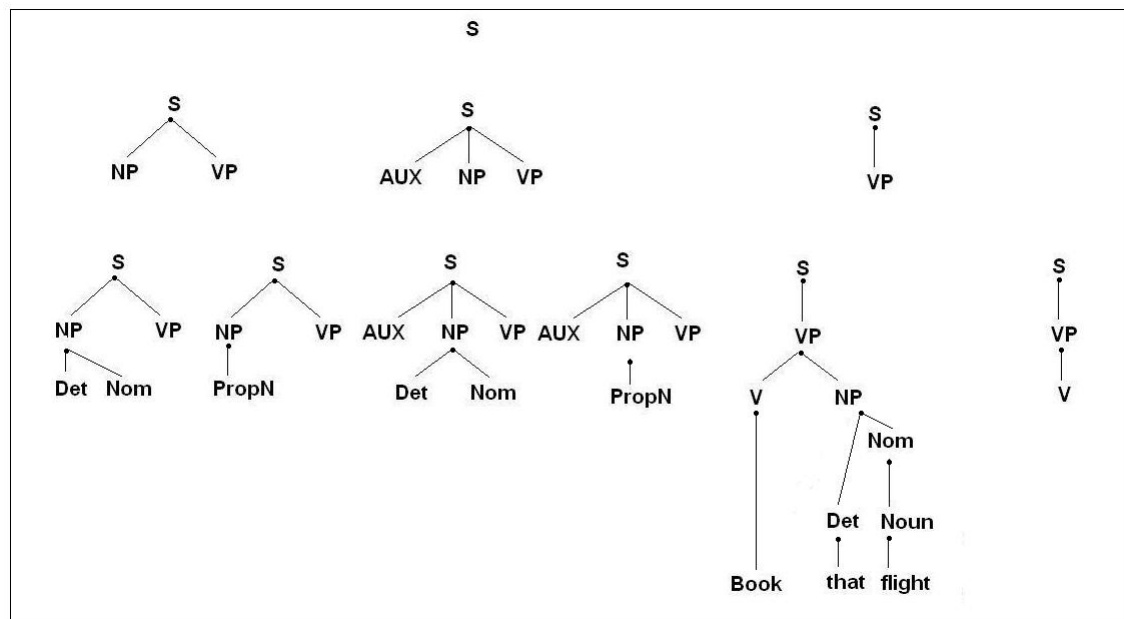 S
S S S
NP VP AUX NP VP VP
S S S S S S
NP VP NP VP AUX NP VP AUX NP VP VP VP
Det Nom PropN Det Nom PropN V NP V
Nom
Det Noun
Book that flight